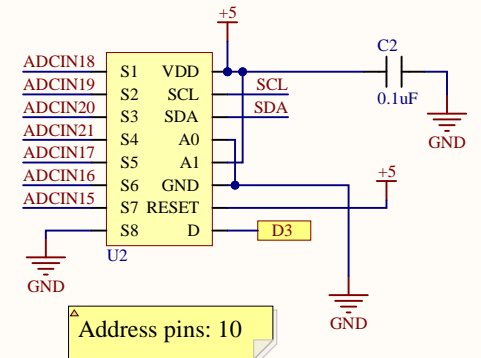 +5
C2
0.1uF
GND
ADCIN18 S1 VDD
ADCIN19 S2 SCL SCL
ADCIN20 S3 SDA SDA
ADCIN21 S4 A0
ADCIN17 S5 A1
ADCIN16 S6 GND
ADCIN15 S7 RESET +5
S8 D D3
U2
GND
GND
Address pins: 10